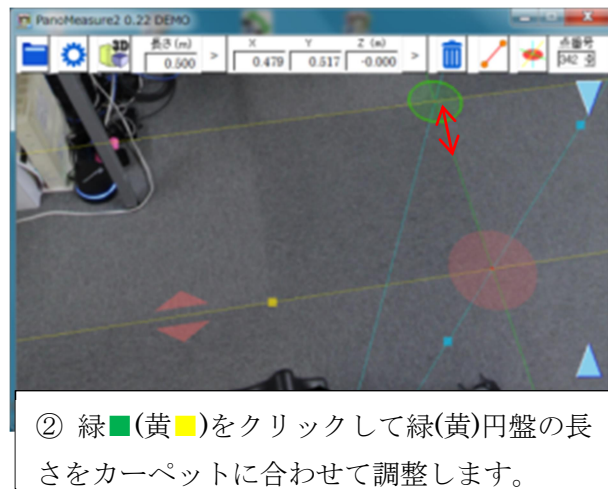 PanoMeasure2 0.22 DEMO
3D 長さ(m) 0.500 > X 0.479 Y 0.517 Z (m) -0.000 > 点番号 342
② 緑■(黄■)をクリックして緑(黄)円盤の長
さをカーペットに合わせて調整します。